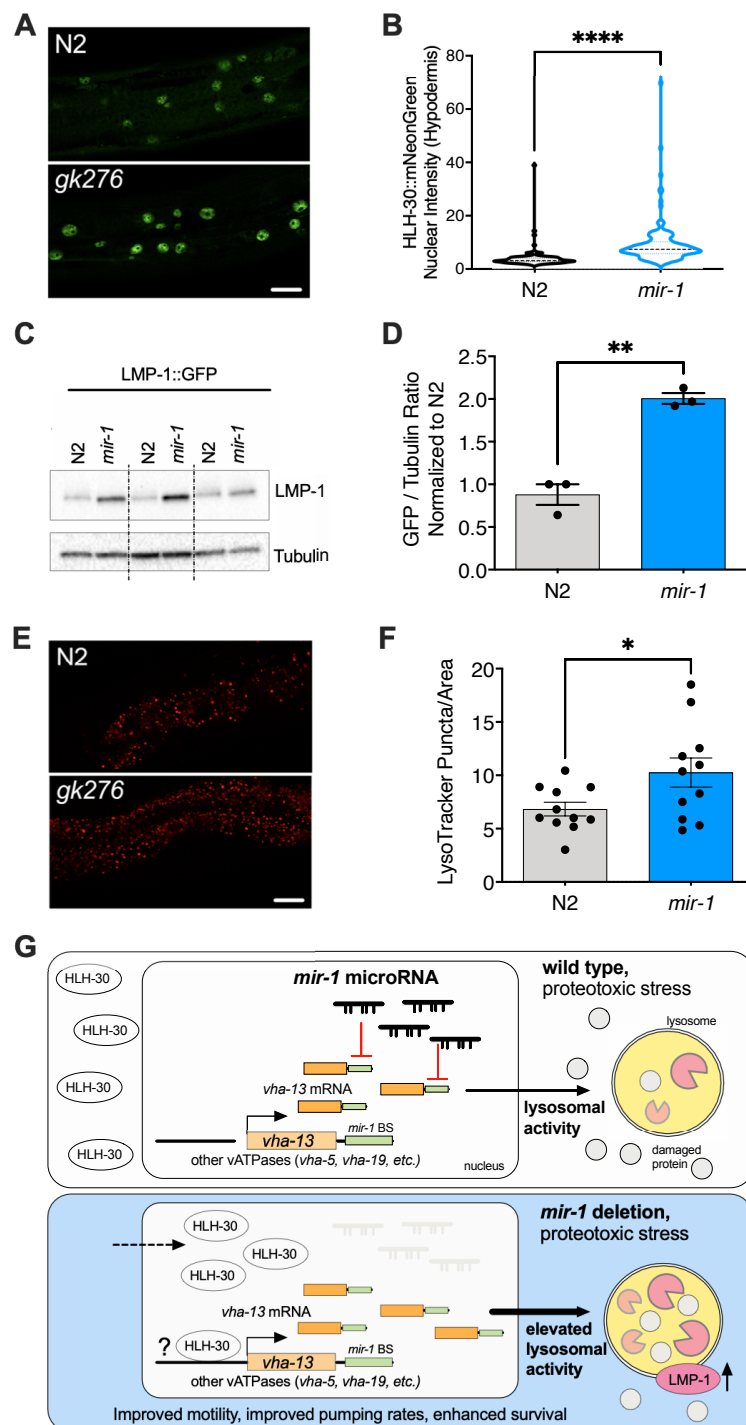 A
N2
gk276
B
****
HLH-30::mNeonGreen
Nuclear Intensity (Hypodermis)
80
60
40
20
0
N2
mir-1
C
LMP-1::GFP
N2
mir-1
N2
mir-1
N2
mir-1
LMP-1
Tubulin
D
**
GFP / Tubulin Ratio
Normalized to N2
2.5
2.0
1.5
1.0
0.5
0.0
N2
mir-1
E
N2
gk276
F
*
LysoTracker Puncta/Area
20
15
10
5
0
N2
mir-1
G
HLH-30
HLH-30
HLH-30
HLH-30
mir-1 microRNA
vha-13 mRNA
vha-13
mir-1 BS
other vATPases (vha-5, vha-19, etc.)
nucleus
wild type,
proteotoxic stress
lysosome
lysosomal
activity
damaged
protein
HLH-30
HLH-30
HLH-30
vha-13 mRNA
?
HLH-30
vha-13
mir-1 BS
other vATPases (vha-5, vha-19, etc.)
mir-1 deletion,
proteotoxic stress
elevated
lysosomal
activity
LMP-1
Improved motility, improved pumping rates, enhanced survival